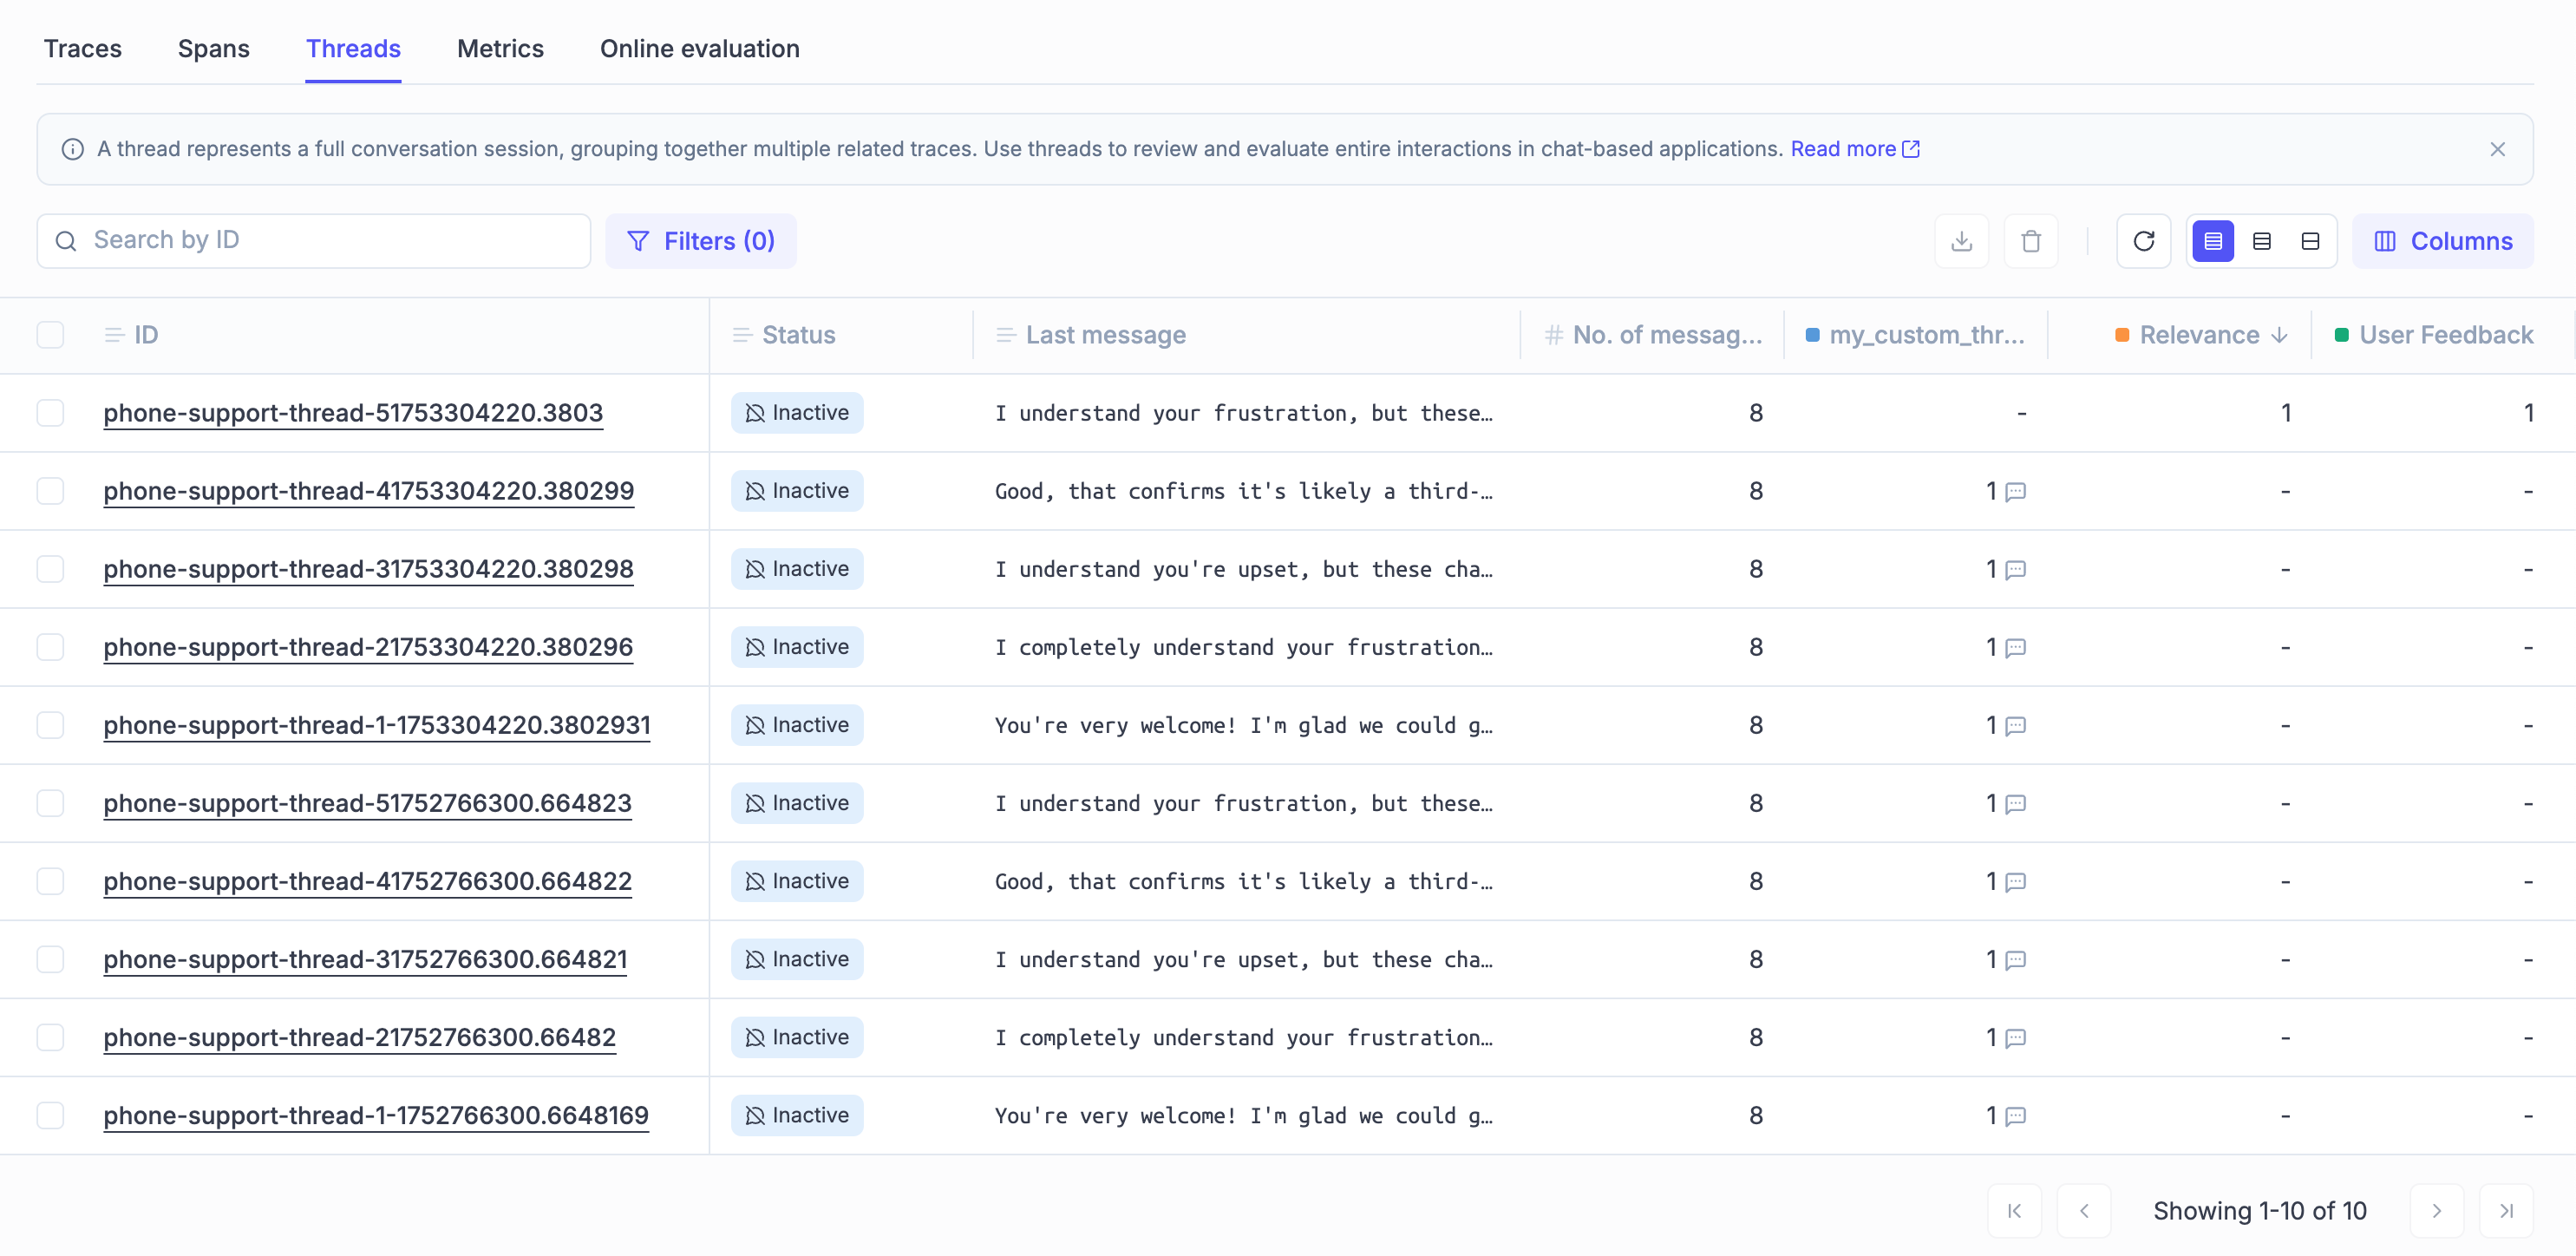 Traces Spans Threads Metrics Online evaluation
A thread represents a full conversation session, grouping together multiple related traces. Use threads to review and evaluate entire interactions in chat-based applications. Read more
Search by ID Filters (0) Columns
ID Status Last message # No. of messag... my_custom_thr... Relevance ↓ User Feedback
phone-support-thread-51753304220.3803 Inactive I understand your frustration, but these… 8 - 1 1
phone-support-thread-41753304220.380299 Inactive Good, that confirms it's likely a third-… 8 1 - -
phone-support-thread-31753304220.380298 Inactive I understand you're upset, but these cha… 8 1 - -
phone-support-thread-21753304220.380296 Inactive I completely understand your frustration… 8 1 - -
phone-support-thread-1-1753304220.3802931 Inactive You're very welcome! I'm glad we could g… 8 1 - -
phone-support-thread-51752766300.664823 Inactive I understand your frustration, but these… 8 1 - -
phone-support-thread-41752766300.664822 Inactive Good, that confirms it's likely a third-… 8 1 - -
phone-support-thread-31752766300.664821 Inactive I understand you're upset, but these cha… 8 1 - -
phone-support-thread-21752766300.66482 Inactive I completely understand your frustration… 8 1 - -
phone-support-thread-1-1752766300.6648169 Inactive You're very welcome! I'm glad we could g… 8 1 - -
Showing 1-10 of 10